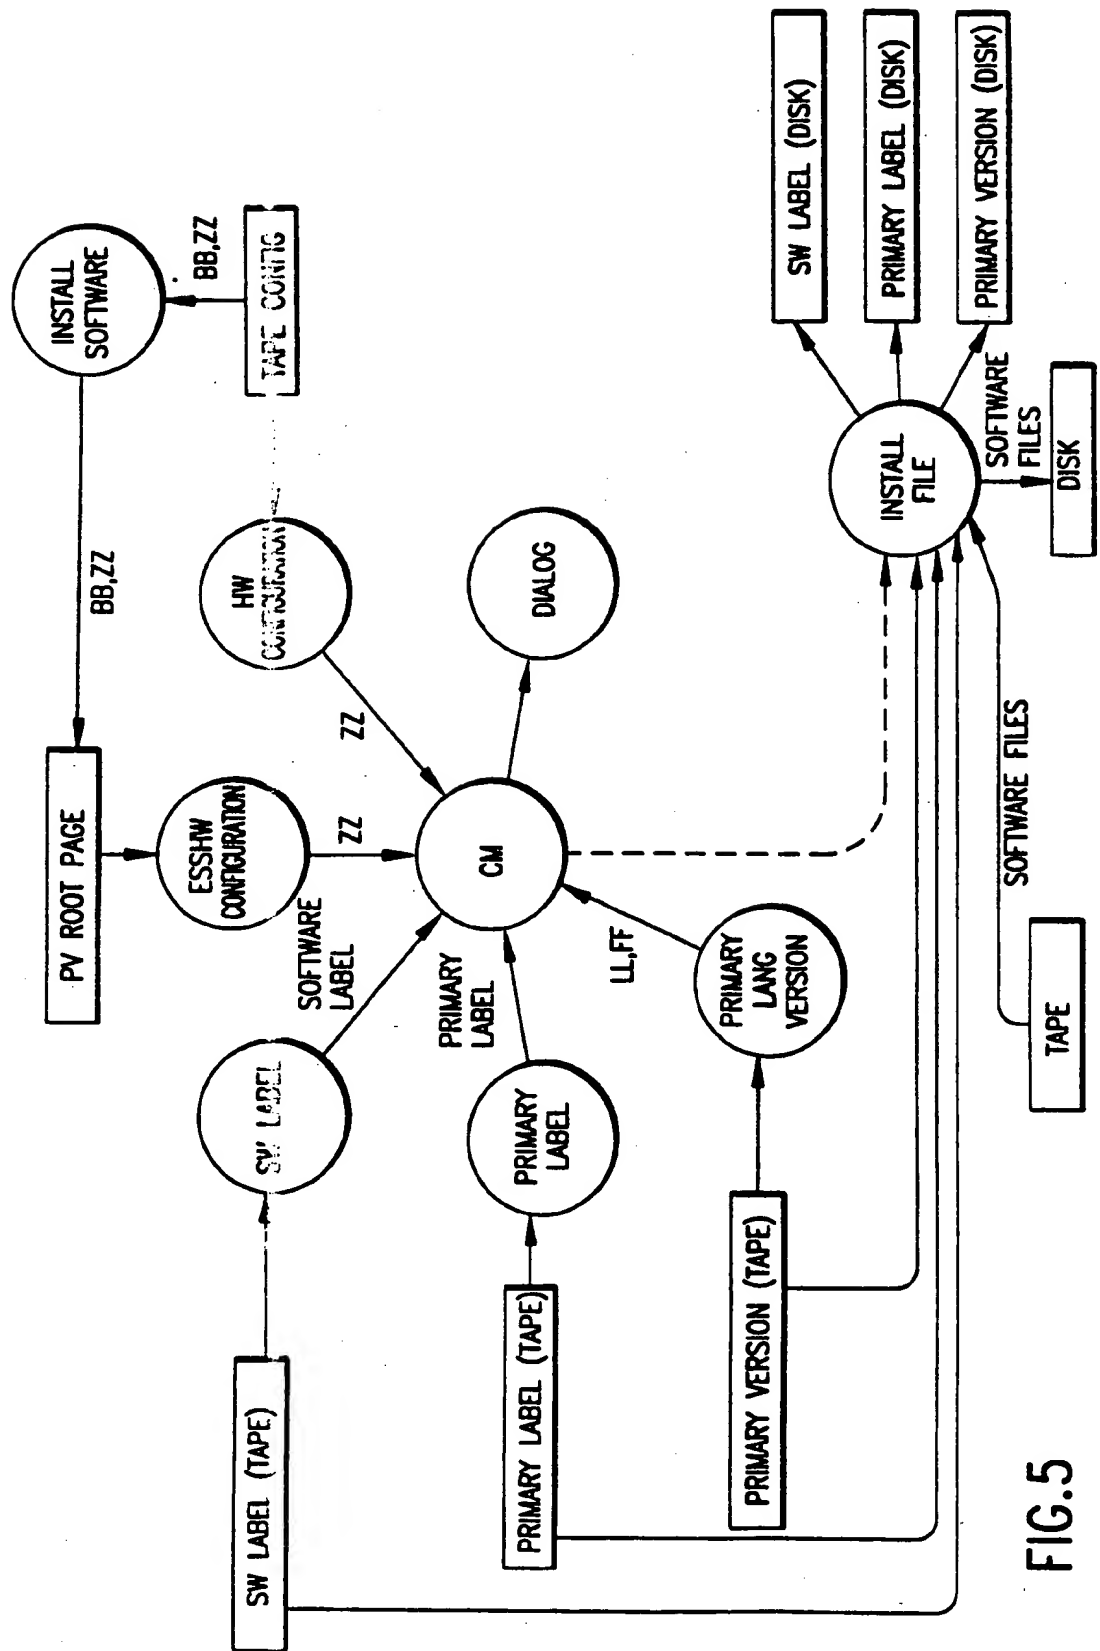 INSTALL
SOFTWARE
BB,ZZ
TAPE CONFIG
BB,ZZ
PV ROOT PAGE
HW
CONFIGURATION
ZZ
ESSHW
CONFIGURATION
ZZ
DIALOG
CM
SW LABEL (TAPE)
SW LABEL
SOFTWARE
LABEL
PRIMARY LABEL (TAPE)
PRIMARY
LABEL
PRIMARY
LABEL
PRIMARY VERSION (TAPE)
PRIMARY
LANG
VERSION
LL,FF
TAPE
SOFTWARE FILES
INSTALL
FILE
SOFTWARE
FILES
DISK
SW LABEL (DISK)
PRIMARY LABEL (DISK)
PRIMARY VERSION (DISK)
FIG.5